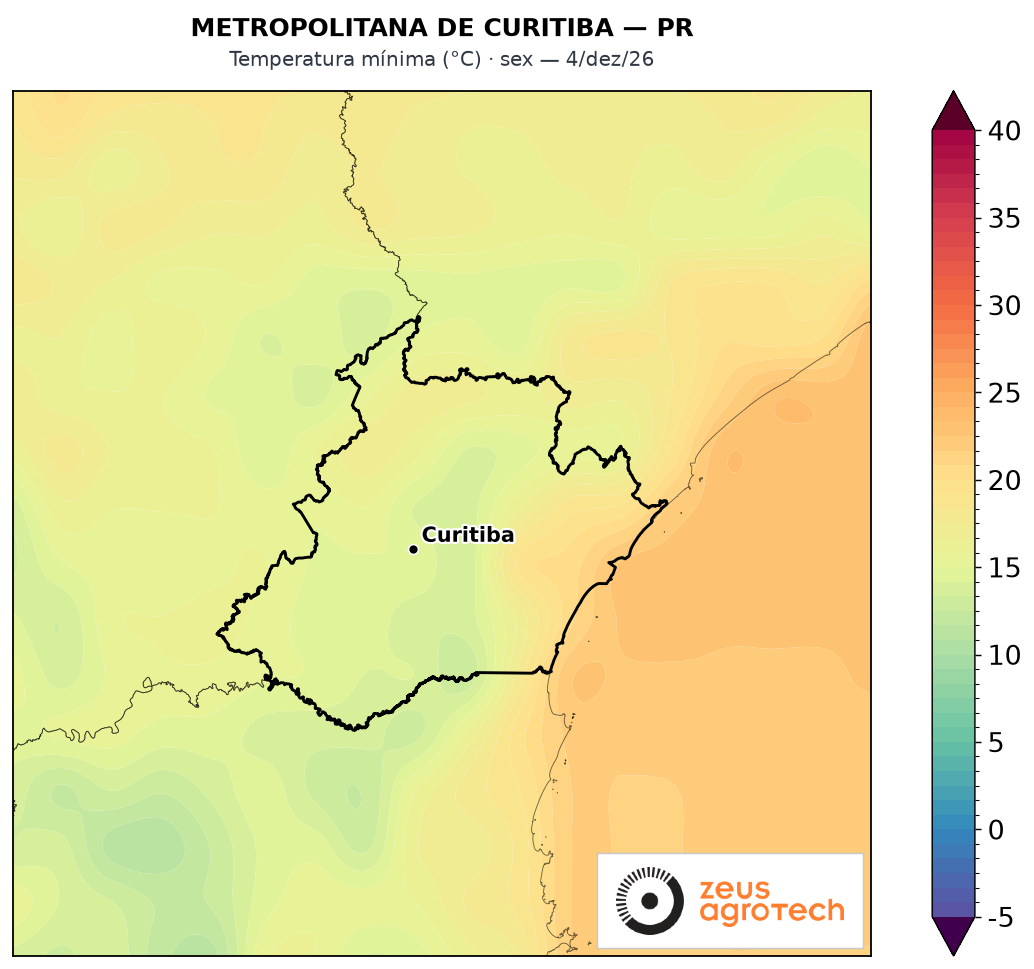 METROPOLITANA DE CURITIBA — PR
Temperatura mínima (°C) · sex — 4/dez/26
40
35
30
25
20
15
10
5
0
-5
Curitiba
zeus
agrotech